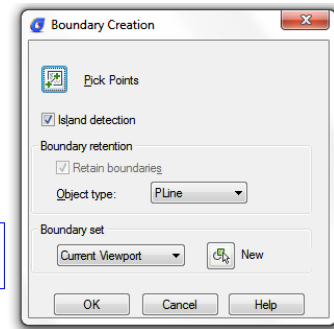 Boundary Creation
Pick Points
Island detection
Boundary retention
Retain boundaries
Object type: PLine
Boundary set
Current Viewport New
OK Cancel Help